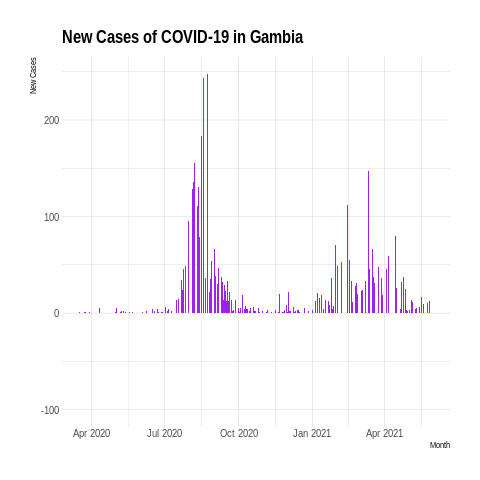 New Cases of COVID-19 in Gambia
New Cases
200
100
0
-100
Apr 2020 Jul 2020 Oct 2020 Jan 2021 Apr 2021
Month